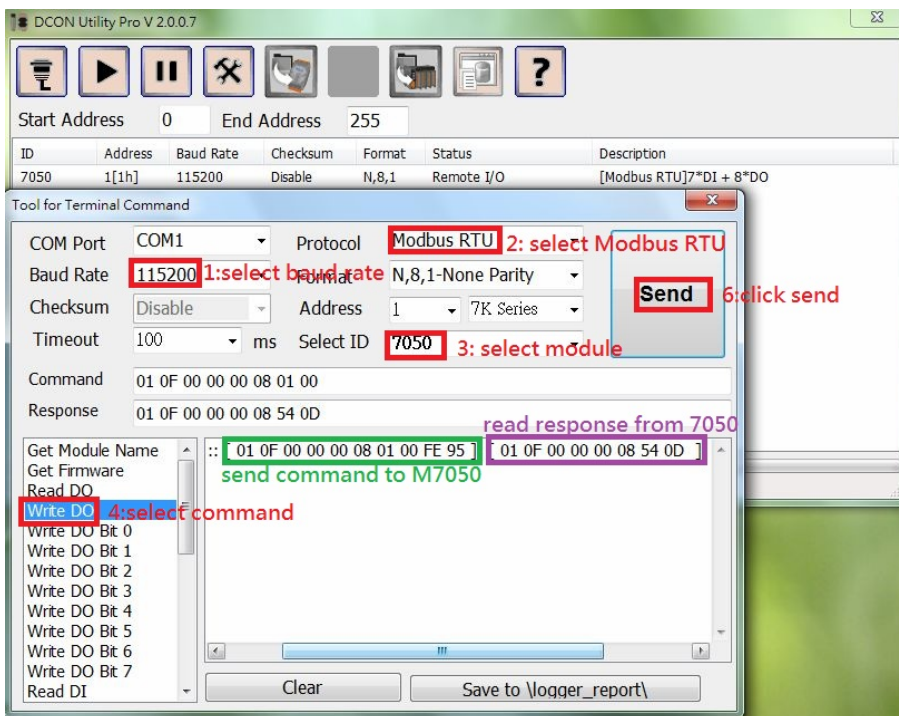 DCON Utility Pro V 2.0.0.7
Start Address 0 End Address 255
ID Address Baud Rate Checksum Format Status Description
7050 1[1h] 115200 Disable N,8,1 Remote I/O [Modbus RTU]7*DI + 8*DO
Tool for Terminal Command
COM Port COM1 Protocol Modbus RTU 2: select Modbus RTU
Baud Rate 115200 1:select baud rate Format N,8,1-None Parity
Checksum Disable Address 1 7K Series
Send 6:click send
Timeout 100 ms Select ID 7050 3: select module
Command 01 0F 00 00 00 08 01 00
Response 01 0F 00 00 00 08 54 0D
read response from 7050
Get Module Name :: [ 01 0F 00 00 00 08 01 00 FE 95 ] [ 01 0F 00 00 00 08 54 0D ]
Get Firmware send command to M7050
Read DO
Write DO 4:select command
Write DO Bit 0
Write DO Bit 1
Write DO Bit 2
Write DO Bit 3
Write DO Bit 4
Write DO Bit 5
Write DO Bit 6
Write DO Bit 7
Read DI
Clear Save to \logger_report\